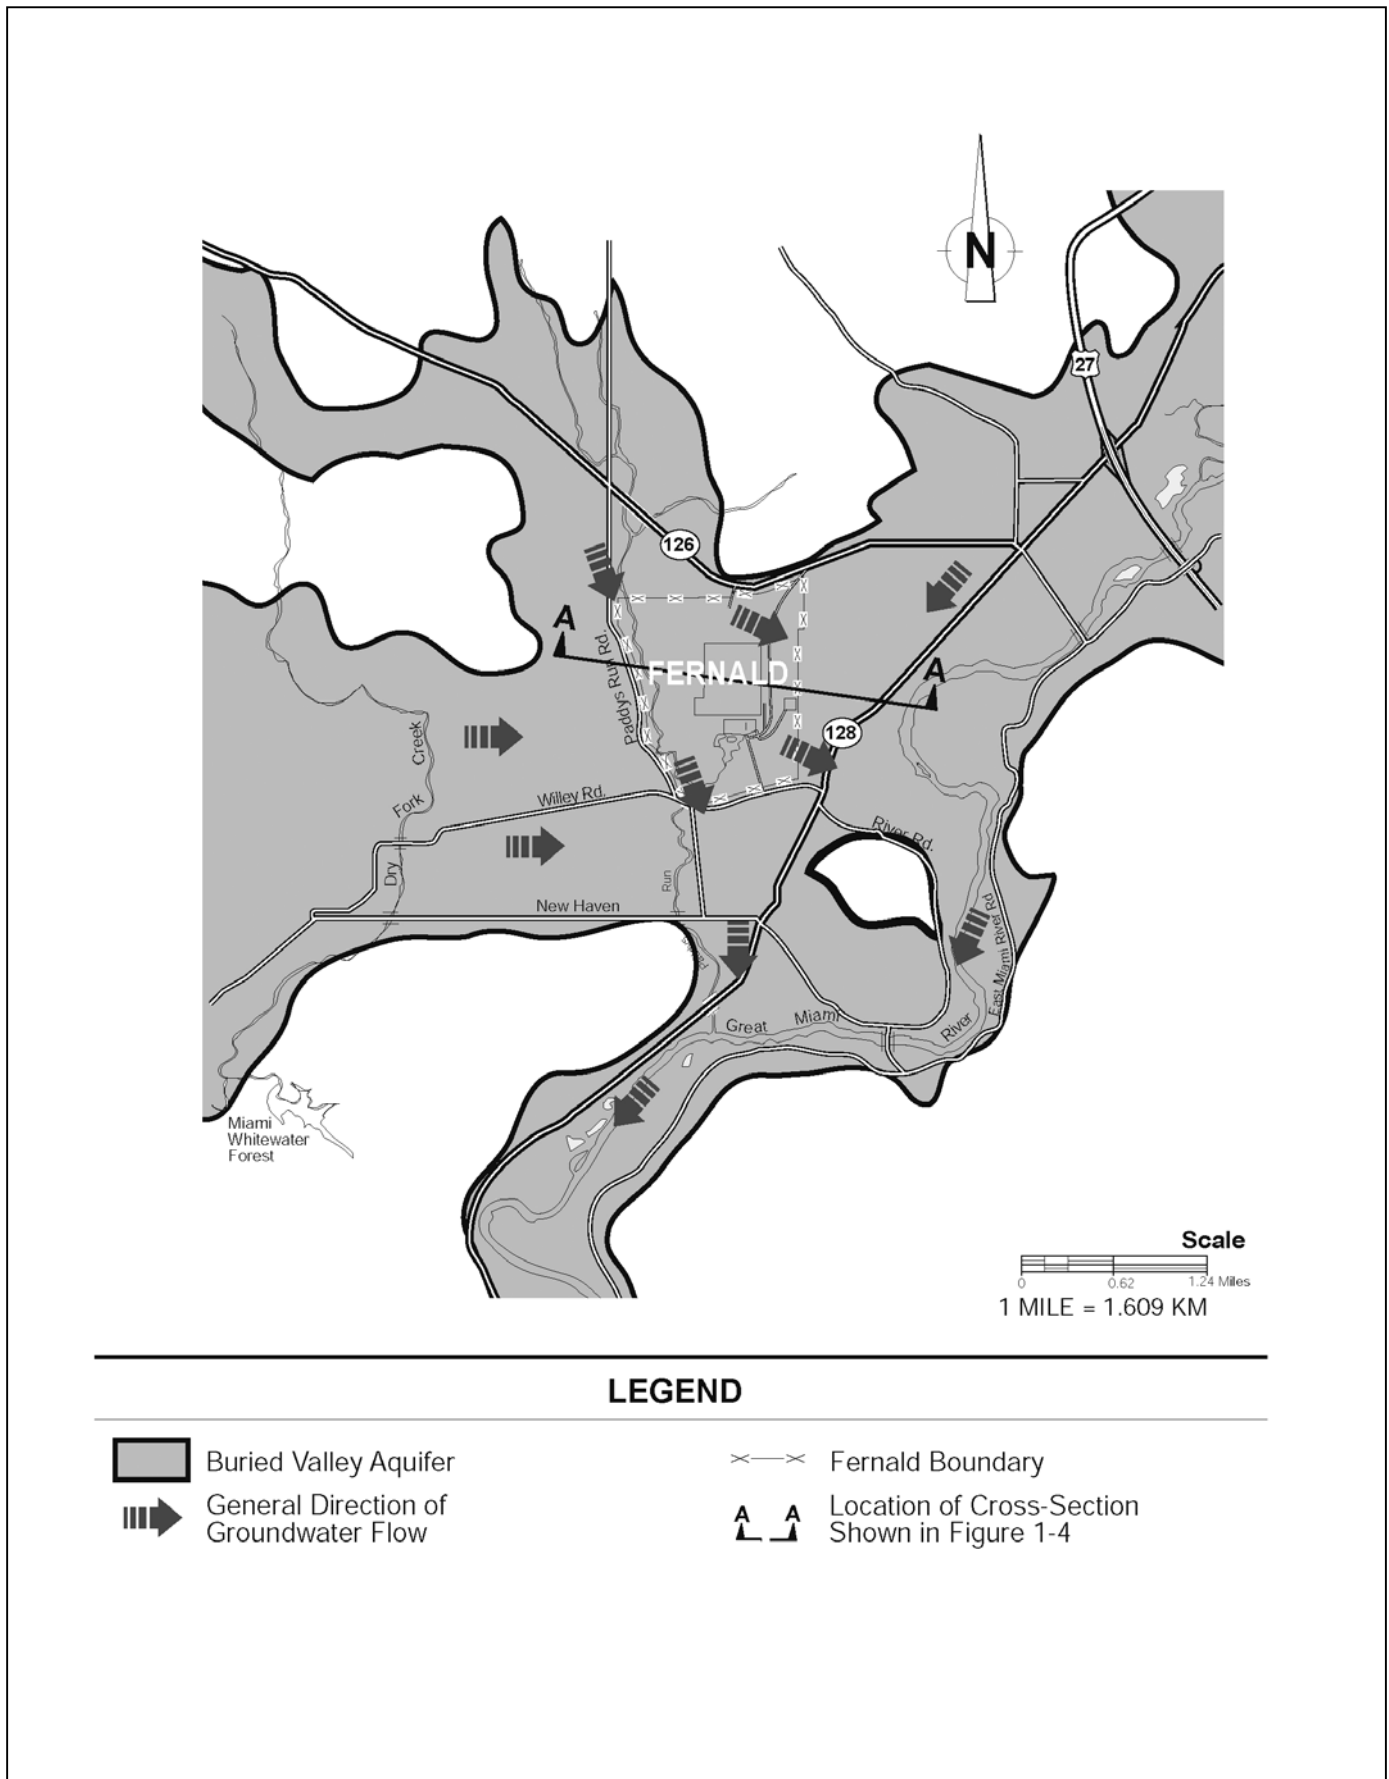 N
27
126
A
Paddys Run Rd.
FERNALD
A
128
Creek
Fork
Dry
Willey Rd.
River Rd.
Run
New Haven
East Miami River Rd
Great Miami River
Miami
Whitewater
Forest
Scale
0 0.62 1.24 Miles
1 MILE = 1.609 KM
LEGEND
Buried Valley Aquifer
General Direction of
Groundwater Flow
Fernald Boundary
A A
Location of Cross-Section
Shown in Figure 1-4